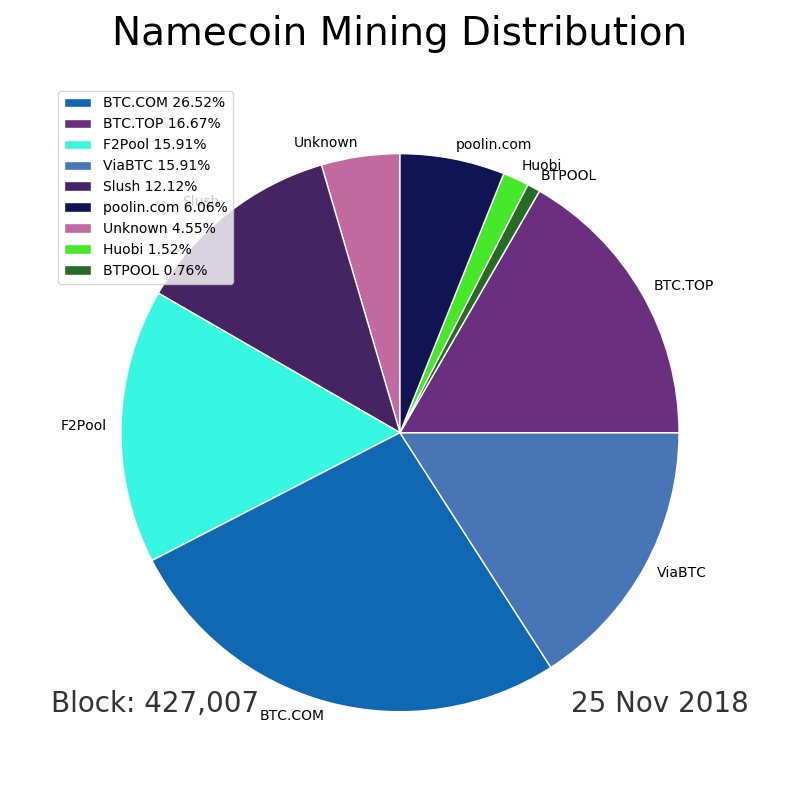 Namecoin Mining Distribution
BTC.COM 26.52%
BTC.TOP 16.67%
F2Pool 15.91%
ViaBTC 15.91%
Slush 12.12%
poolin.com 6.06%
Unknown 4.55%
Huobi 1.52%
BTPOOL 0.76%
Unknown
poolin.com
Huobi
BTPOOL
Slush
BTC.TOP
F2Pool
ViaBTC
BTC.COM
Block: 427,007
25 Nov 2018